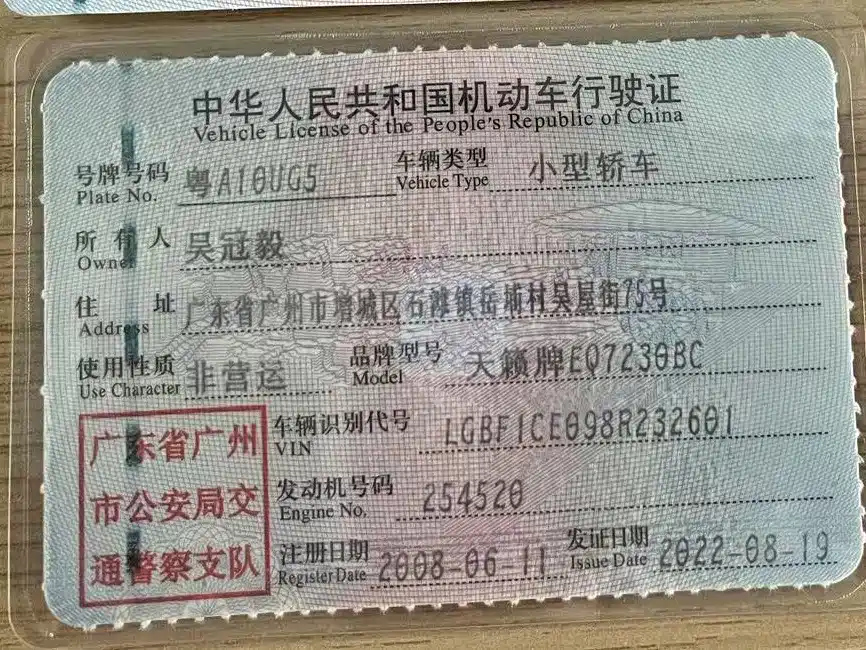 中华人民共和国机动车行驶证
Vehicle License of the People's Republic of China
号牌号码 粤A10UG5 车辆类型 小型轿车
Plate No. Vehicle Type
所有人 吴冠毅
Owner
住址 广东省广州市增城区石滩镇岳埔村吴屋街75号
Address
使用性质 非营运 品牌型号 天籁牌EQ7230BC
Use Character Model
车辆识别代号 LGBF1CE098R232601
VIN
发动机号码 254520
Engine No.
注册日期 2008-06-11 发证日期 2022-08-19
Register Date Issue Date
广东省广州
市公安局交
通警察支队